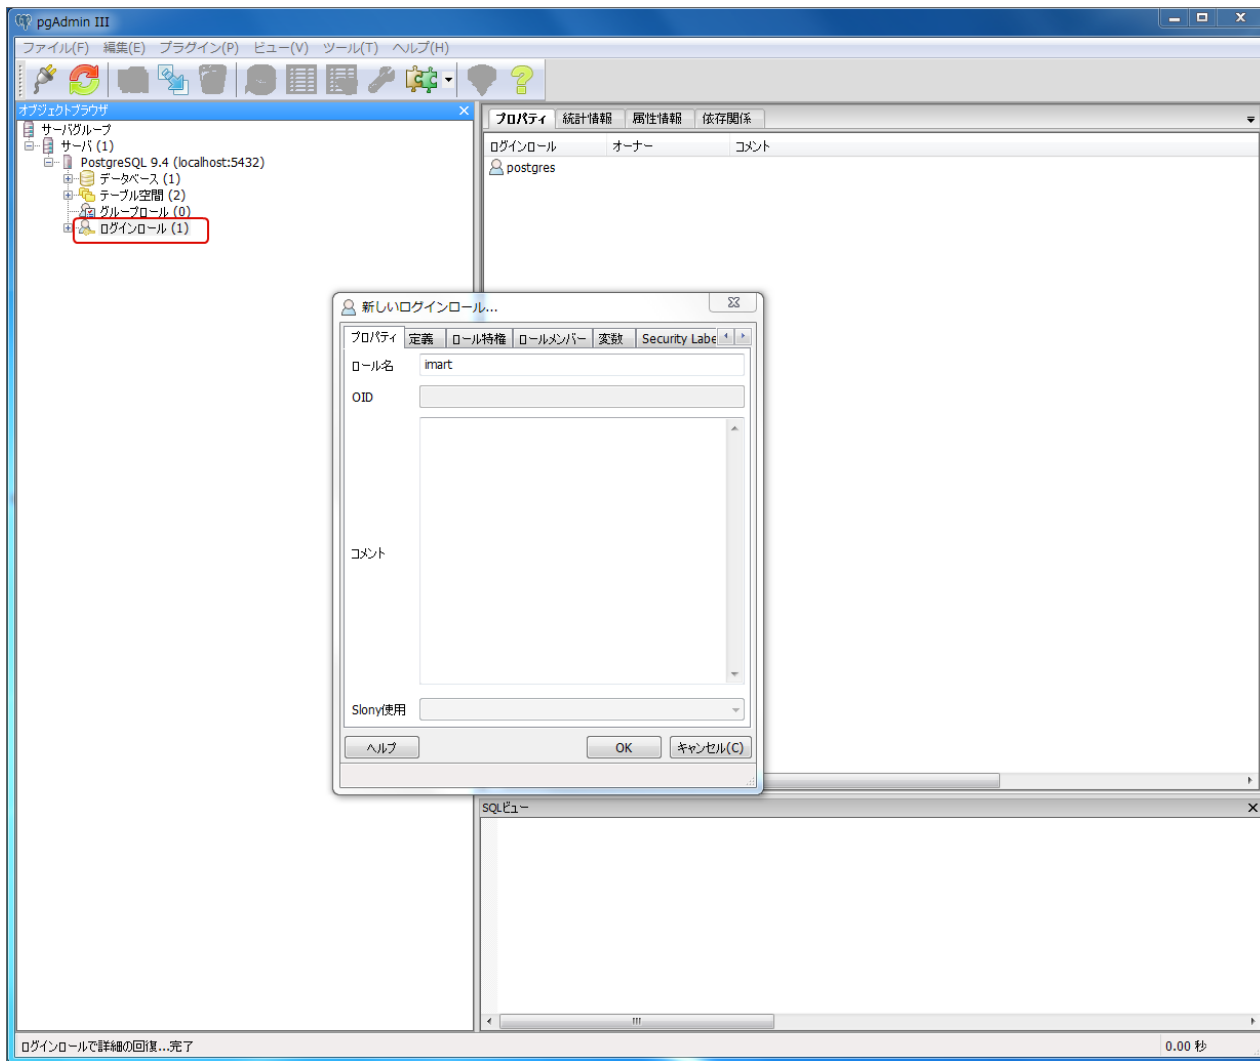 pgAdmin III
ファイル(F) 編集(E) プラグイン(P) ビュー(V) ツール(T) ヘルプ(H)
オブジェクトブラウザ
サーバグループ
サーバ (1)
PostgreSQL 9.4 (localhost:5432)
データベース (1)
テーブル空間 (2)
グループロール (0)
ログインロール (1)
プロパティ 統計情報 属性情報 依存関係
ログインロール オーナー コメント
postgres
新しいログインロール...
プロパティ 定義 ロール特権 ロールメンバー 変数 Security Labe
ロール名 imart
OID
コメント
Slony使用
ヘルプ OK キャンセル(C)
SQLビュー
ログインロールで詳細の回復...完了 0.00 秒